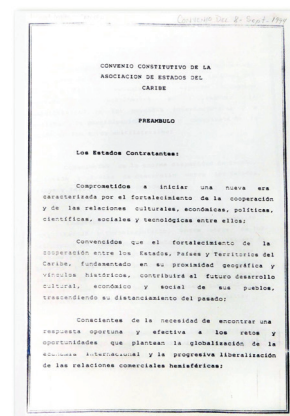 CONVENIO CONSTITUTIVO DE LA
ASOCIACION DE ESTADOS DEL
CARIBE
PREAMBULO
Los Estados Contratantes:
Comprometidos a iniciar una nueva era
caracterizada por el fortalecimiento de la cooperación
y de las relaciones culturales, económicas, políticas,
científicas, sociales y tecnológicas entre ellos;
Convencidos que el fortalecimiento de la
cooperación entre los Estados, Países y Territorios del
Caribe, fundamentado en su proximidad geográfica y
vínculos históricos, contribuirá al futuro desarrollo
cultural, económico y social de sus pueblos,
trascendiendo su distanciamiento del pasado;
Conscientes de la necesidad de encontrar una
respuesta oportuna y efectiva a los retos y
oportunidades que plantean la globalización de la
economía internacional y la progresiva liberalización
de las relaciones comerciales hemisféricas;